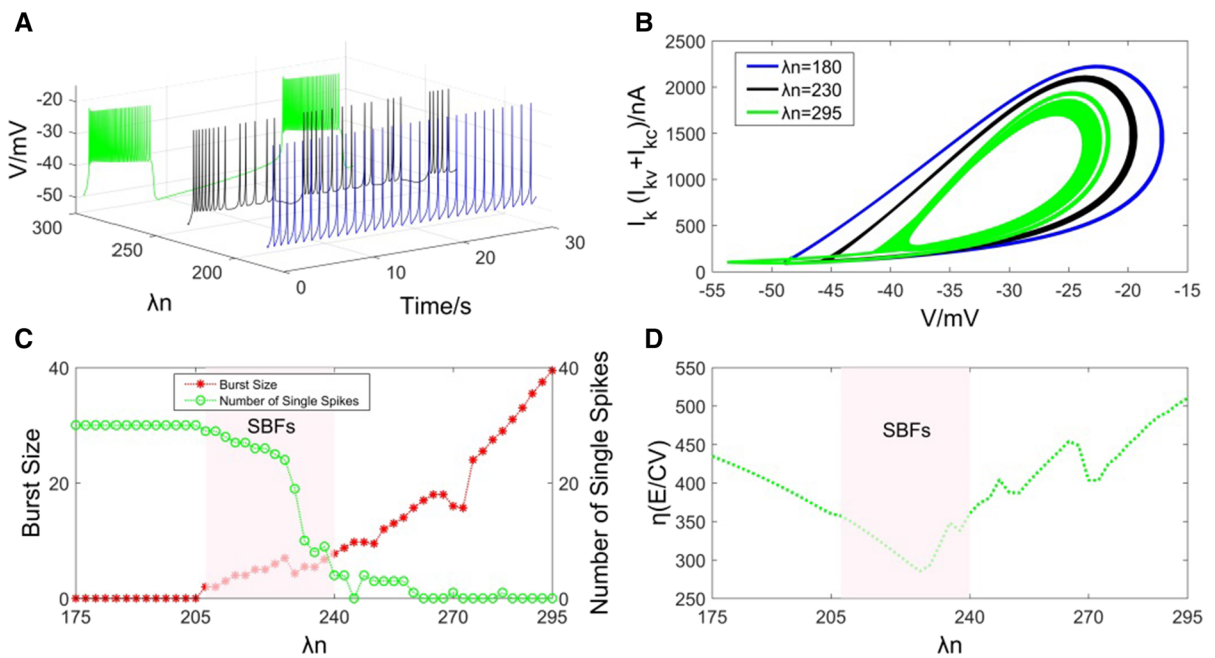 A
V/mV
-20
-30
-40
-50
300
250
200
λn
0
10
20
30
Time/s
B
I_k (I_kv +I_kc)/nA
2500
2000
1500
1000
500
0
λn=180
λn=230
λn=295
-55 -50 -45 -40 -35 -30 -25 -20 -15
V/mV
C
Burst Size
40
20
0
Burst Size
Number of Single Spikes
SBFs
175 205 240 270 295
λn
40
20
0
Number of Single Spikes
D
η(E/CV)
550
500
450
400
350
300
250
SBFs
175 205 240 270 295
λn